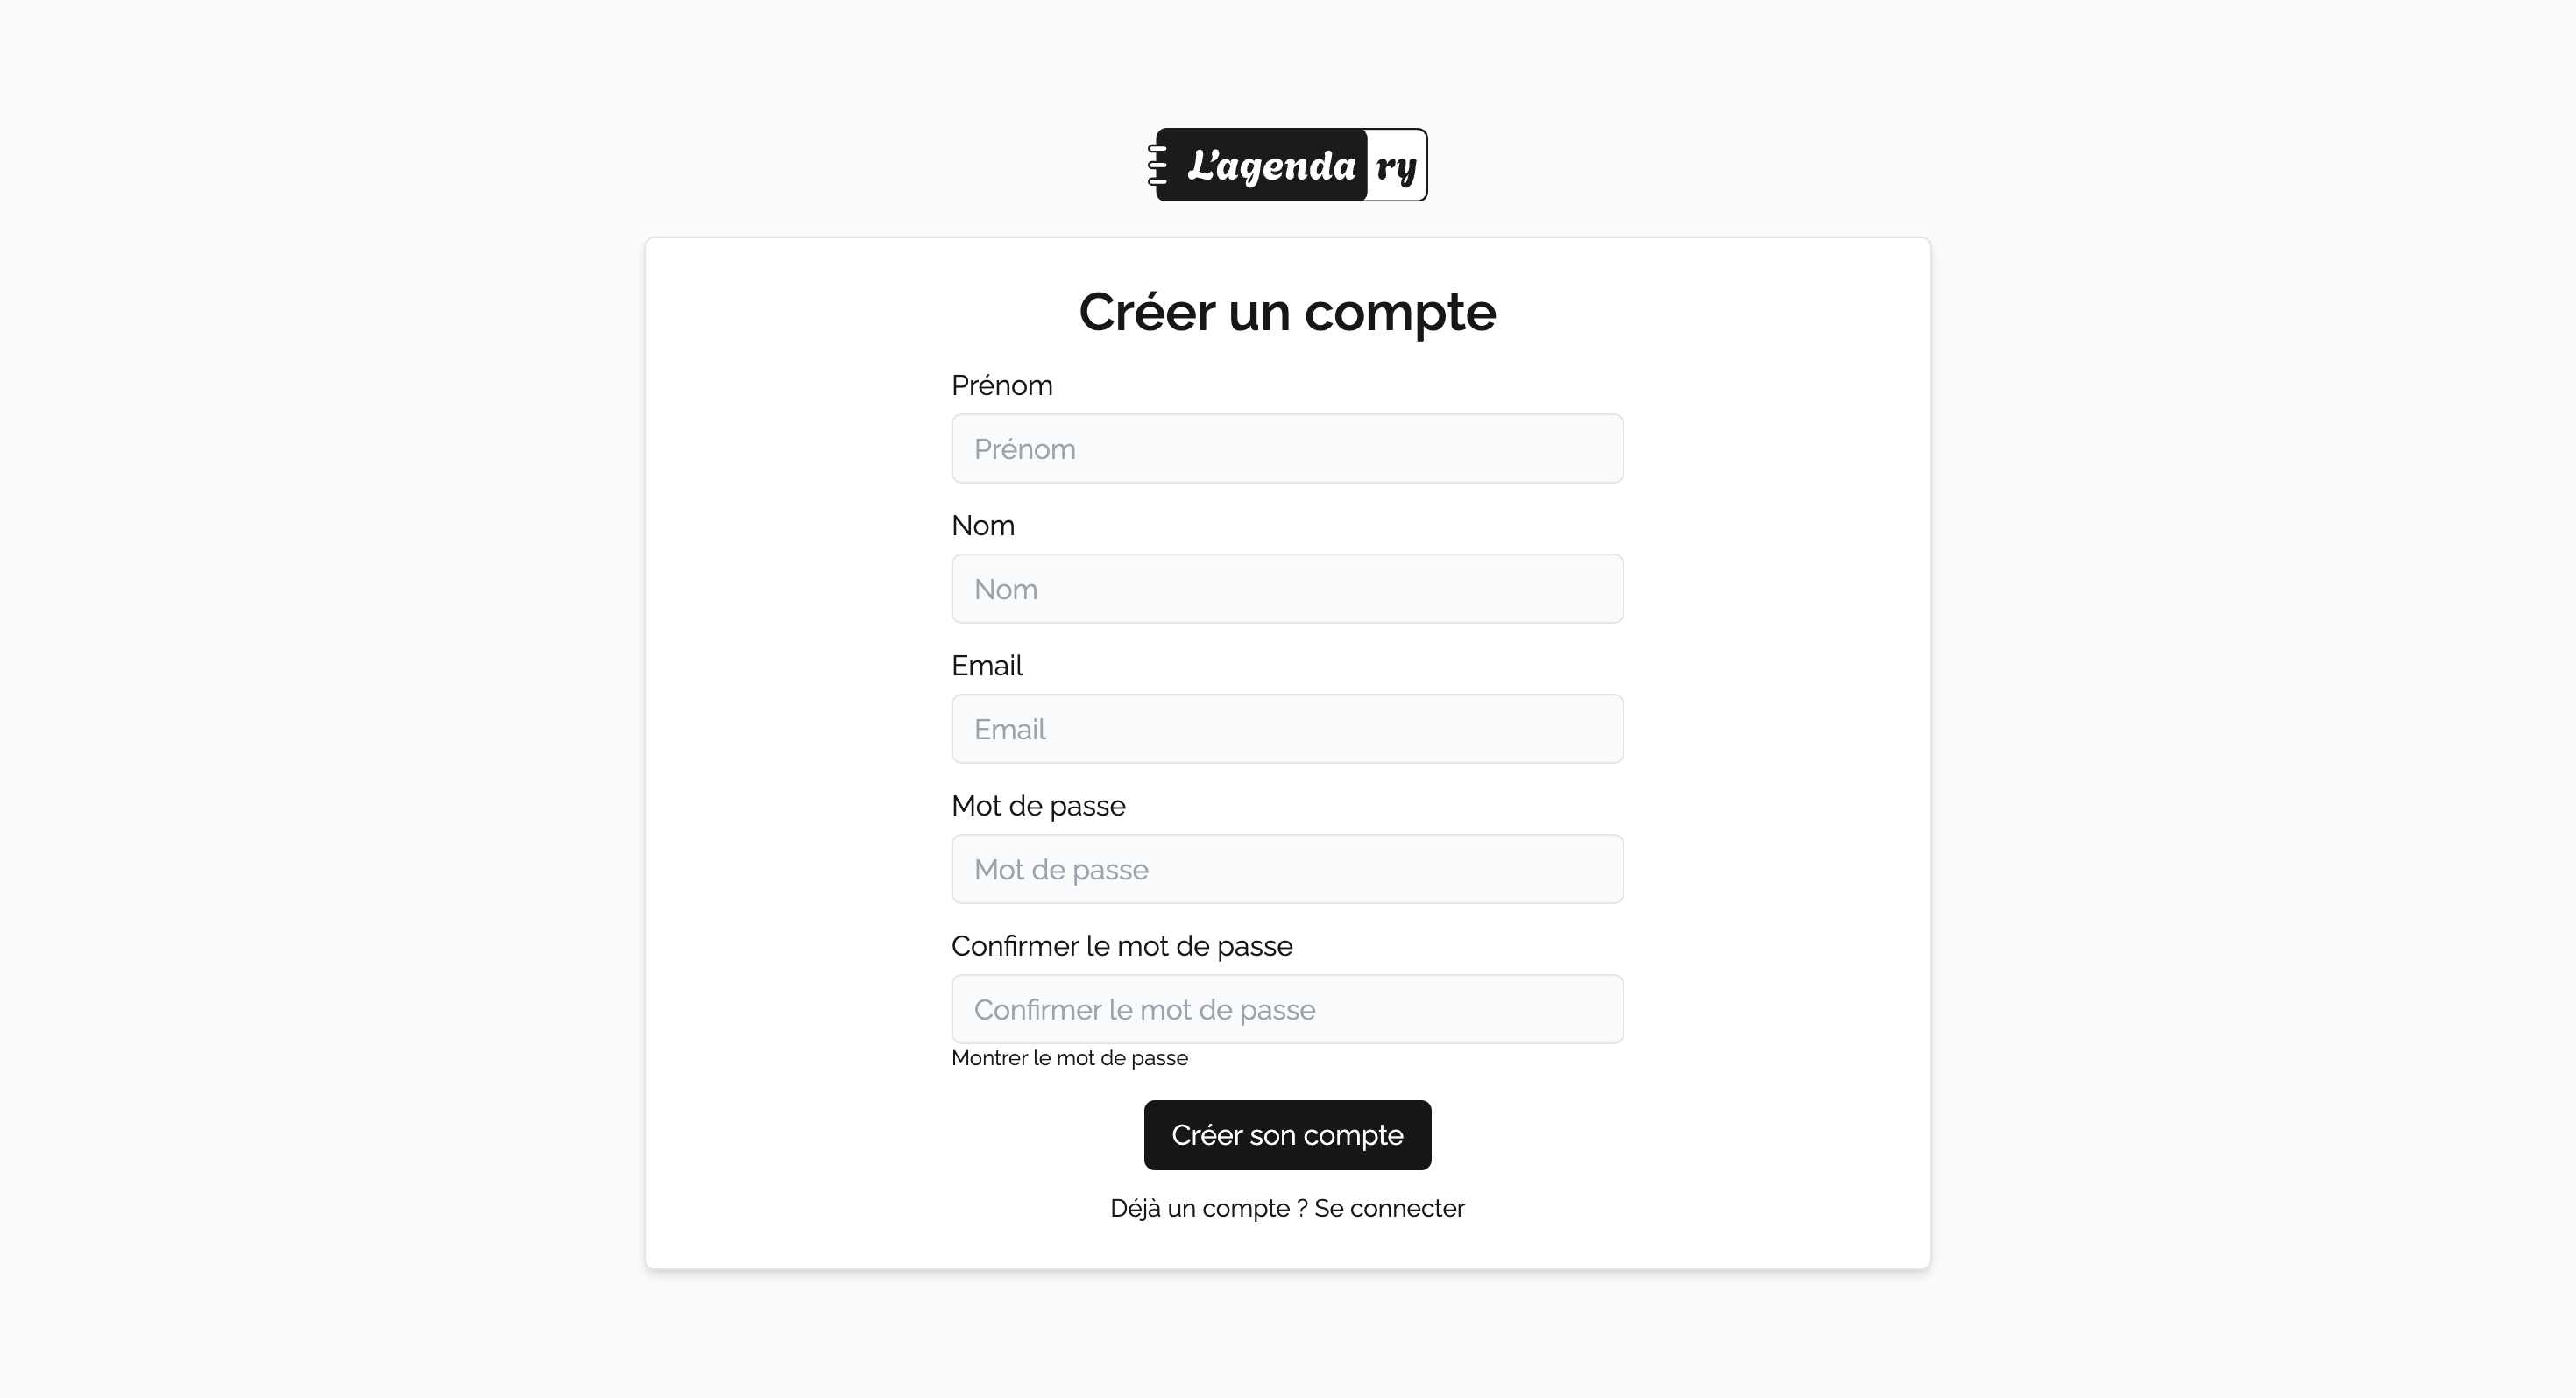 L'agenda ry
Créer un compte
Prénom
Prénom
Nom
Nom
Email
Email
Mot de passe
Mot de passe
Confirmer le mot de passe
Confirmer le mot de passe
Montrer le mot de passe
Créer son compte
Déjà un compte ? Se connecter